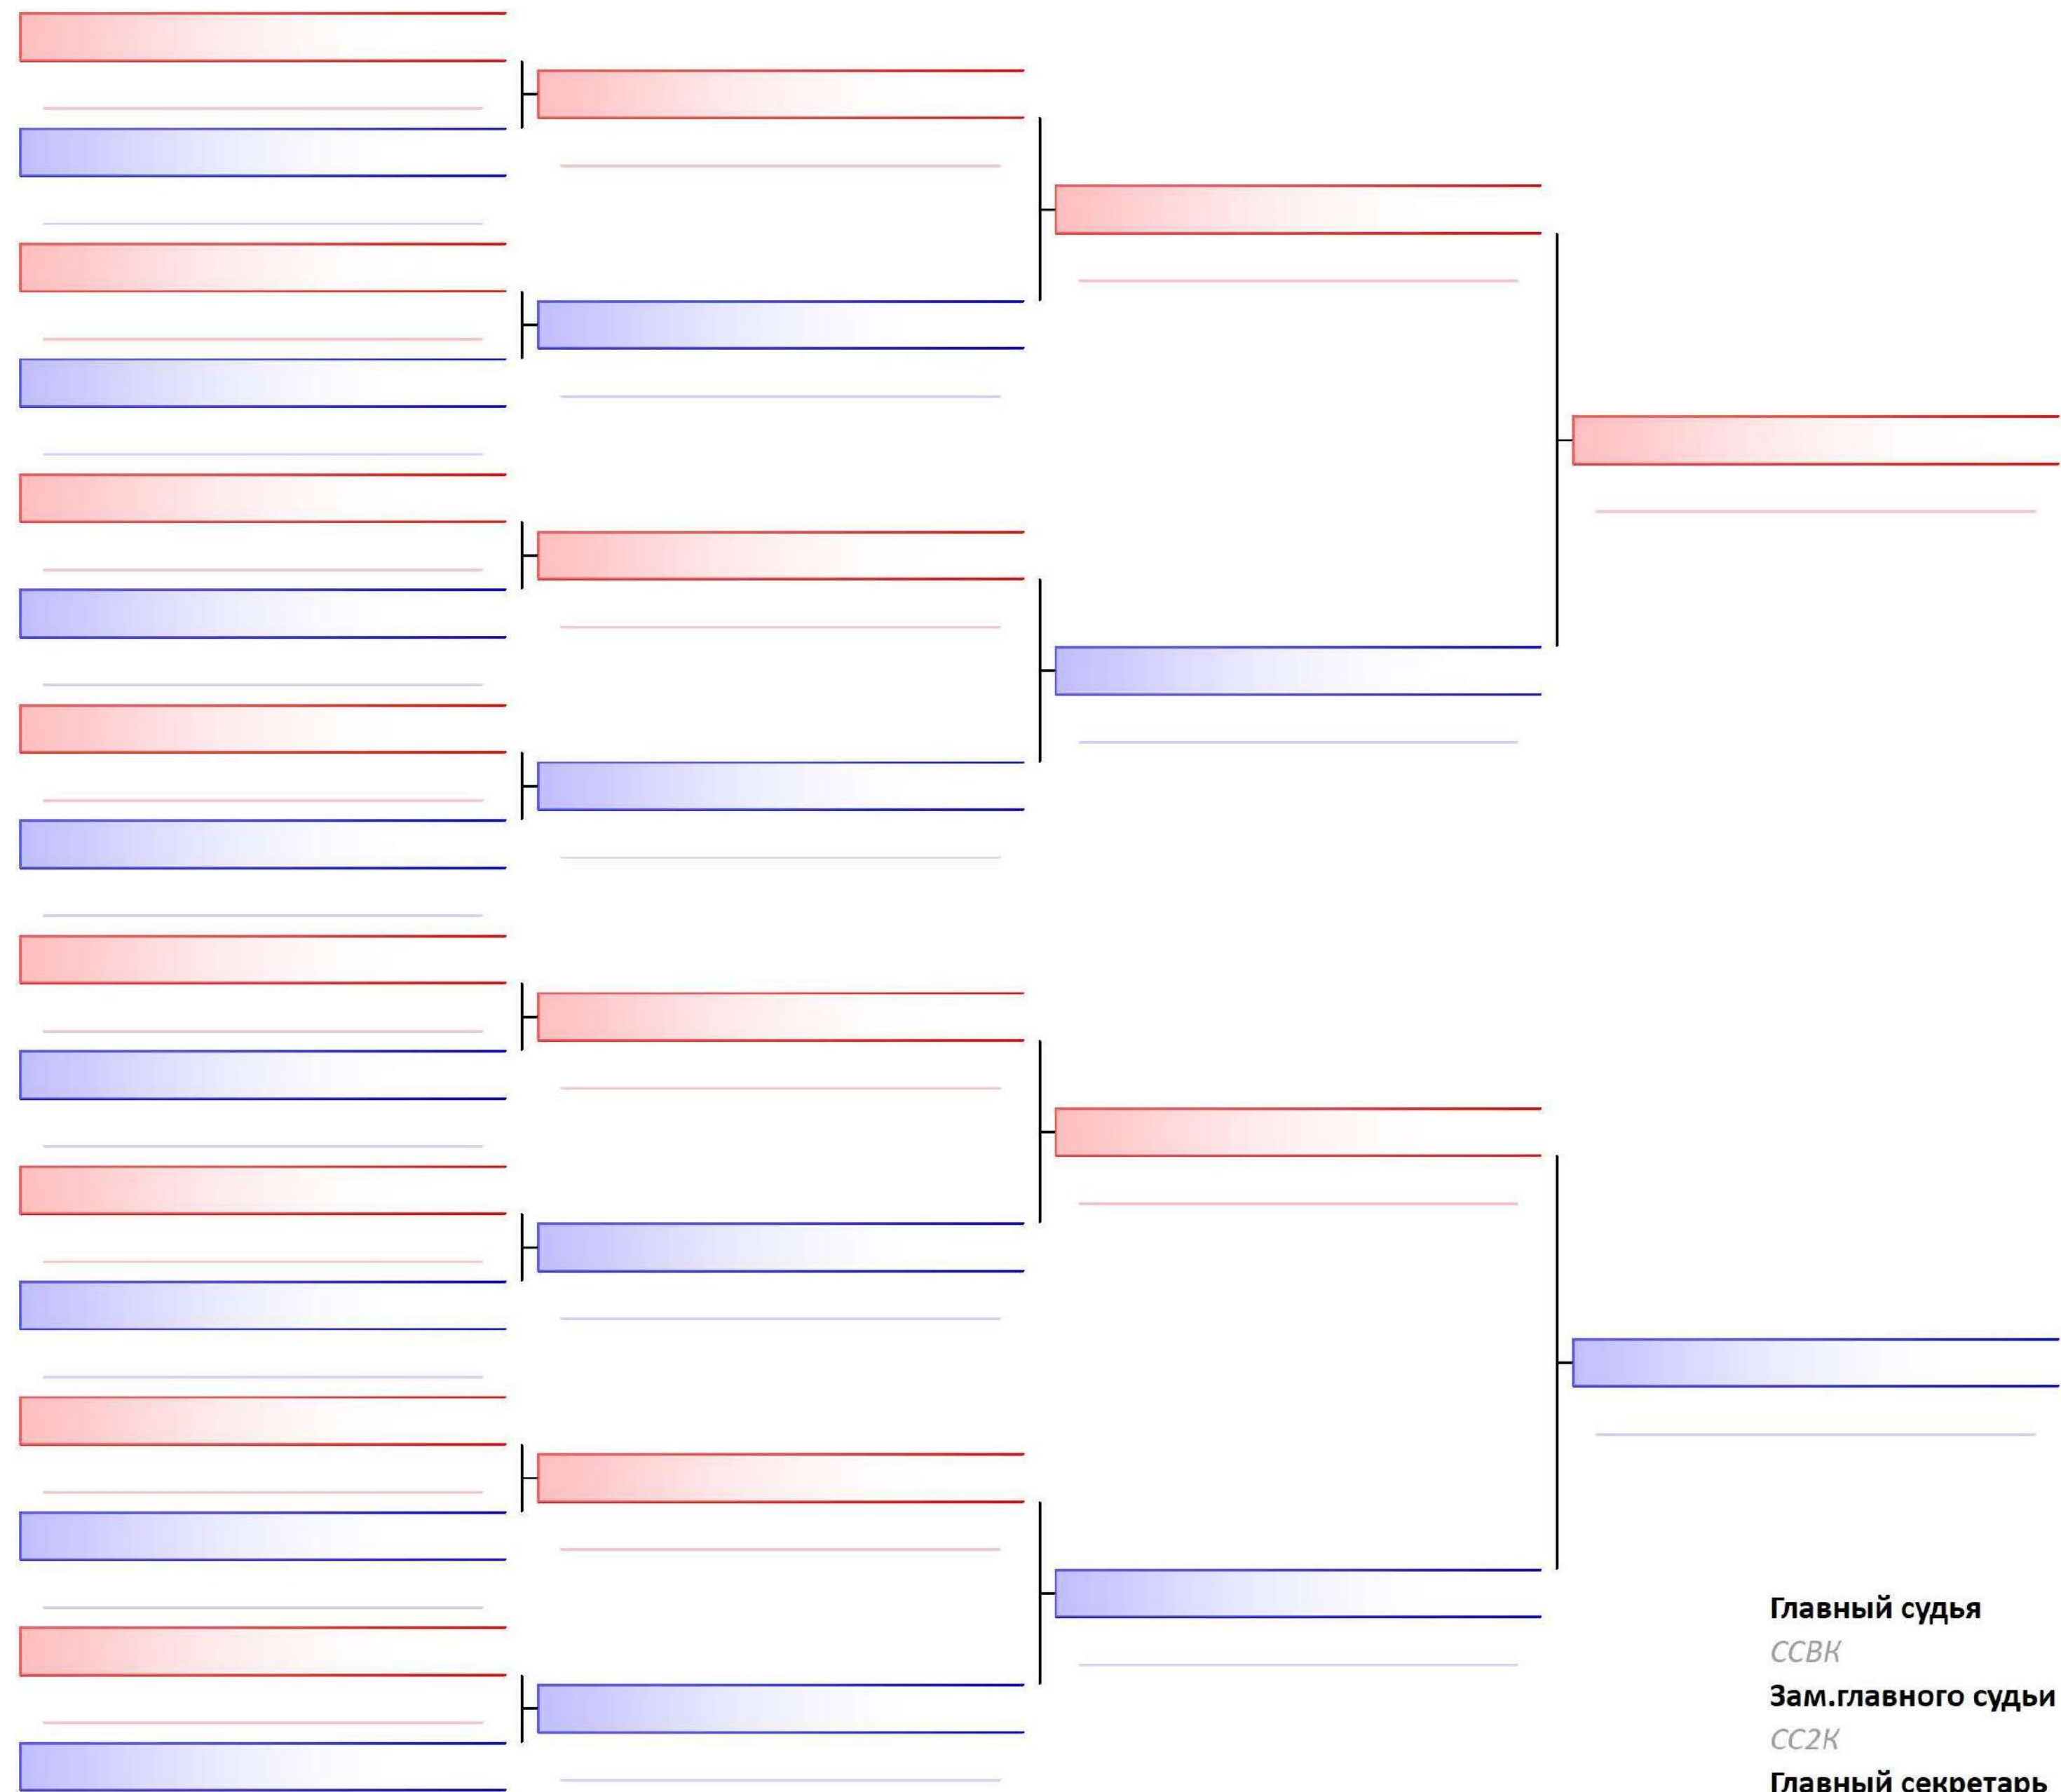 Главный судья
ССВК
Зам.главного судьи
СС2К
Главный секретарь